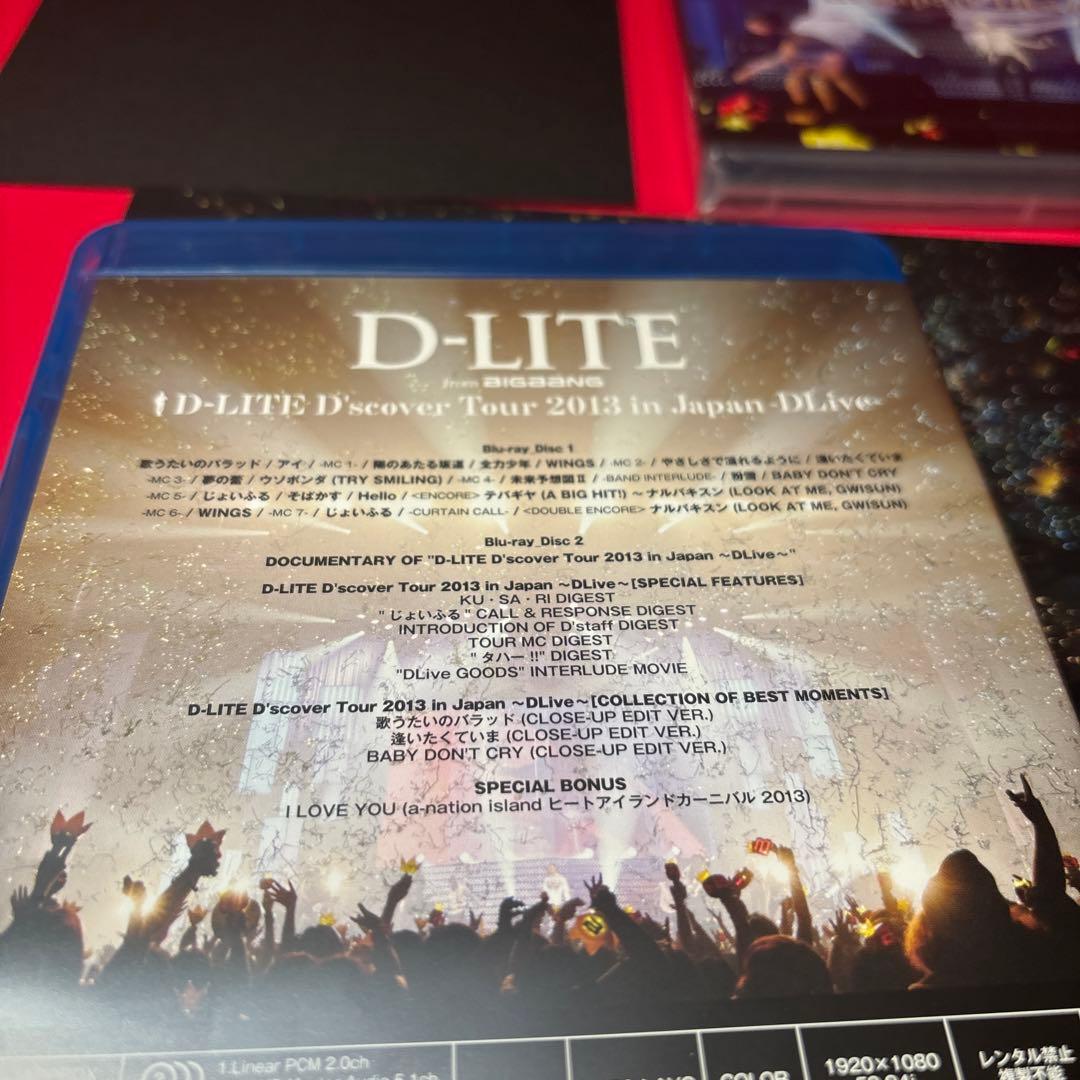 D-LITE
from BIGBANG
D-LITE D'scover Tour 2013 in Japan ~DLive~
Blu-ray_Disc 1
歌うたいのバラッド / アイ / -MC 1- / 陽のあたる坂道 / 全力少年 / WINGS / -MC 2- / やさしさで溢れるように / 逢いたくていま
-MC 3- / 夢の蕾 / ウソボンダ (TRY SMILING) / -MC 4- / 未来予想図Ⅱ / -BAND INTERLUDE- / 粉雪 / BABY DON'T CRY
-MC 5- / じょいふる / そばかす / Hello / <ENCORE> テバギヤ (A BIG HIT!) ～ ナルバキスン (LOOK AT ME, GWISUN)
-MC 6- / WINGS / -MC 7- / じょいふる / -CURTAIN CALL- / <DOUBLE ENCORE> ナルバキスン (LOOK AT ME, GWISUN)
Blu-ray_Disc 2
DOCUMENTARY OF "D-LITE D'scover Tour 2013 in Japan ～DLive～"
D-LITE D'scover Tour 2013 in Japan ～DLive～[SPECIAL FEATURES]
KU・SA・RI DIGEST
"じょいふる" CALL & RESPONSE DIGEST
INTRODUCTION OF D'staff DIGEST
TOUR MC DIGEST
"タハー!!" DIGEST
"DLive GOODS" INTERLUDE MOVIE
D-LITE D'scover Tour 2013 in Japan ～DLive～[COLLECTION OF BEST MOMENTS]
歌うたいのバラッド (CLOSE-UP EDIT VER.)
逢いたくていま (CLOSE-UP EDIT VER.)
BABY DON'T CRY (CLOSE-UP EDIT VER.)
SPECIAL BONUS
I LOVE YOU (a-nation island ヒートアイランドカーニバル 2013)
1.Linear PCM 2.0ch
COLOR
1920×1080
レンタル禁止
複製不能